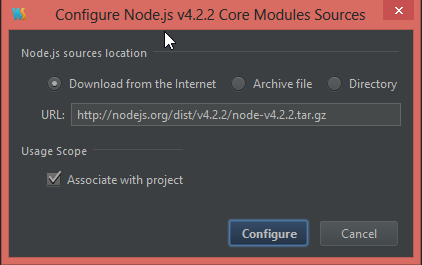 WS Configure Node.js v4.2.2 Core Modules Sources
Node.js sources location
Download from the Internet Archive file Directory
URL: http://nodejs.org/dist/v4.2.2/node-v4.2.2.tar.gz
Usage Scope
Associate with project
Configure Cancel